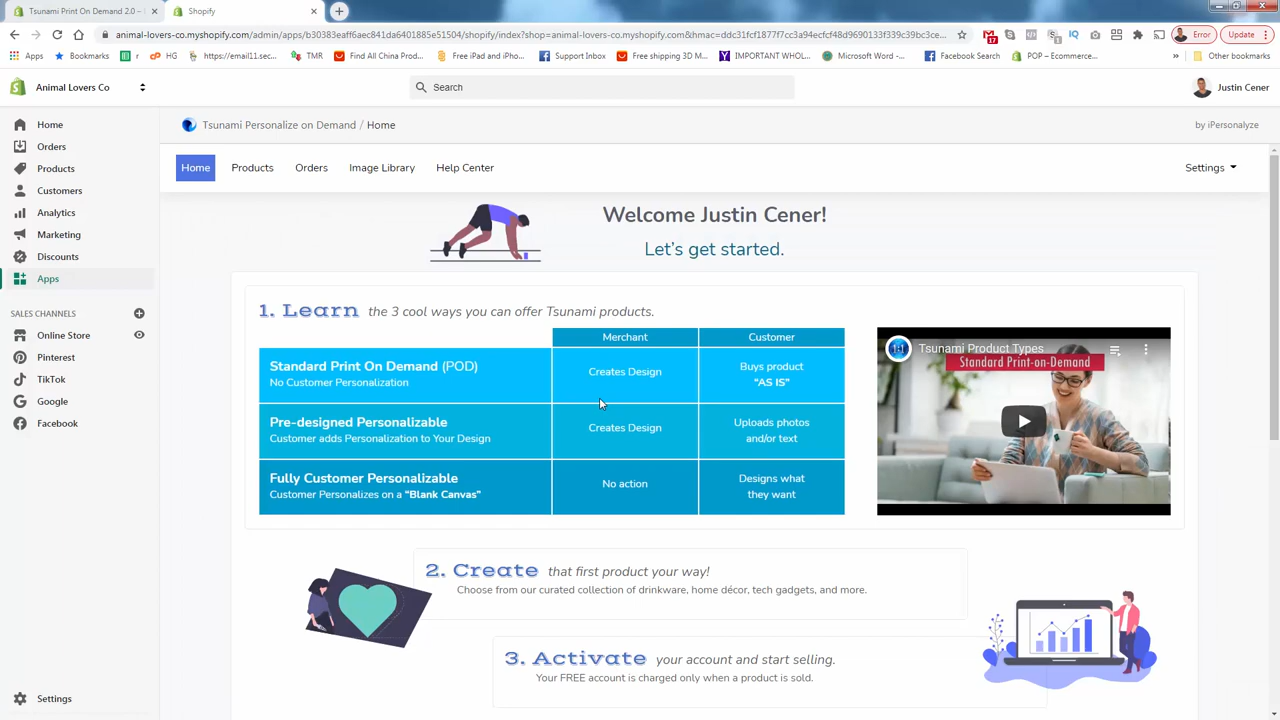 Tsunami Print On Demand 2.0 –
Shopify
animal-lovers-co.myshopify.com/admin/apps/b30383eaff6aec841da6401885e51504/shopify/index?shop=animal-lovers-co.myshopify.com&hmac=
Error
Update
Apps
Bookmarks
r
HG
https://email11.sec...
TMR
Find All China Prod...
Free iPad and iPho...
Support Inbox
Free shipping 3D M...
IMPORTANT WHOL...
Microsoft Word -...
Facebook Search
POP – Ecommerce...
»
Other bookmarks
Animal Lovers Co
Search
Justin Cener
Home
Orders
Products
Customers
Analytics
Marketing
Discounts
Apps
SALES CHANNELS
Online Store
Pinterest
TikTok
Google
Facebook
Settings
Tsunami Personalize on Demand / Home
by iPersonalyze
Home
Products
Orders
Image Library
Help Center
Settings
Welcome Justin Cener!
Let's get started.
1. Learn the 3 cool ways you can offer Tsunami products.
Merchant
Customer
Standard Print On Demand (POD)
No Customer Personalization
Creates Design
Buys product
"AS IS"
Pre-designed Personalizable
Customer adds Personalization to Your Design
Creates Design
Uploads photos
and/or text
Fully Customer Personalizable
Customer Personalizes on a "Blank Canvas"
No action
Designs what
they want
Tsunami Product Types
Standard Print-on-Demand
2. Create that first product your way!
Choose from our curated collection of drinkware, home décor, tech gadgets, and more.
3. Activate your account and start selling.
Your FREE account is charged only when a product is sold.